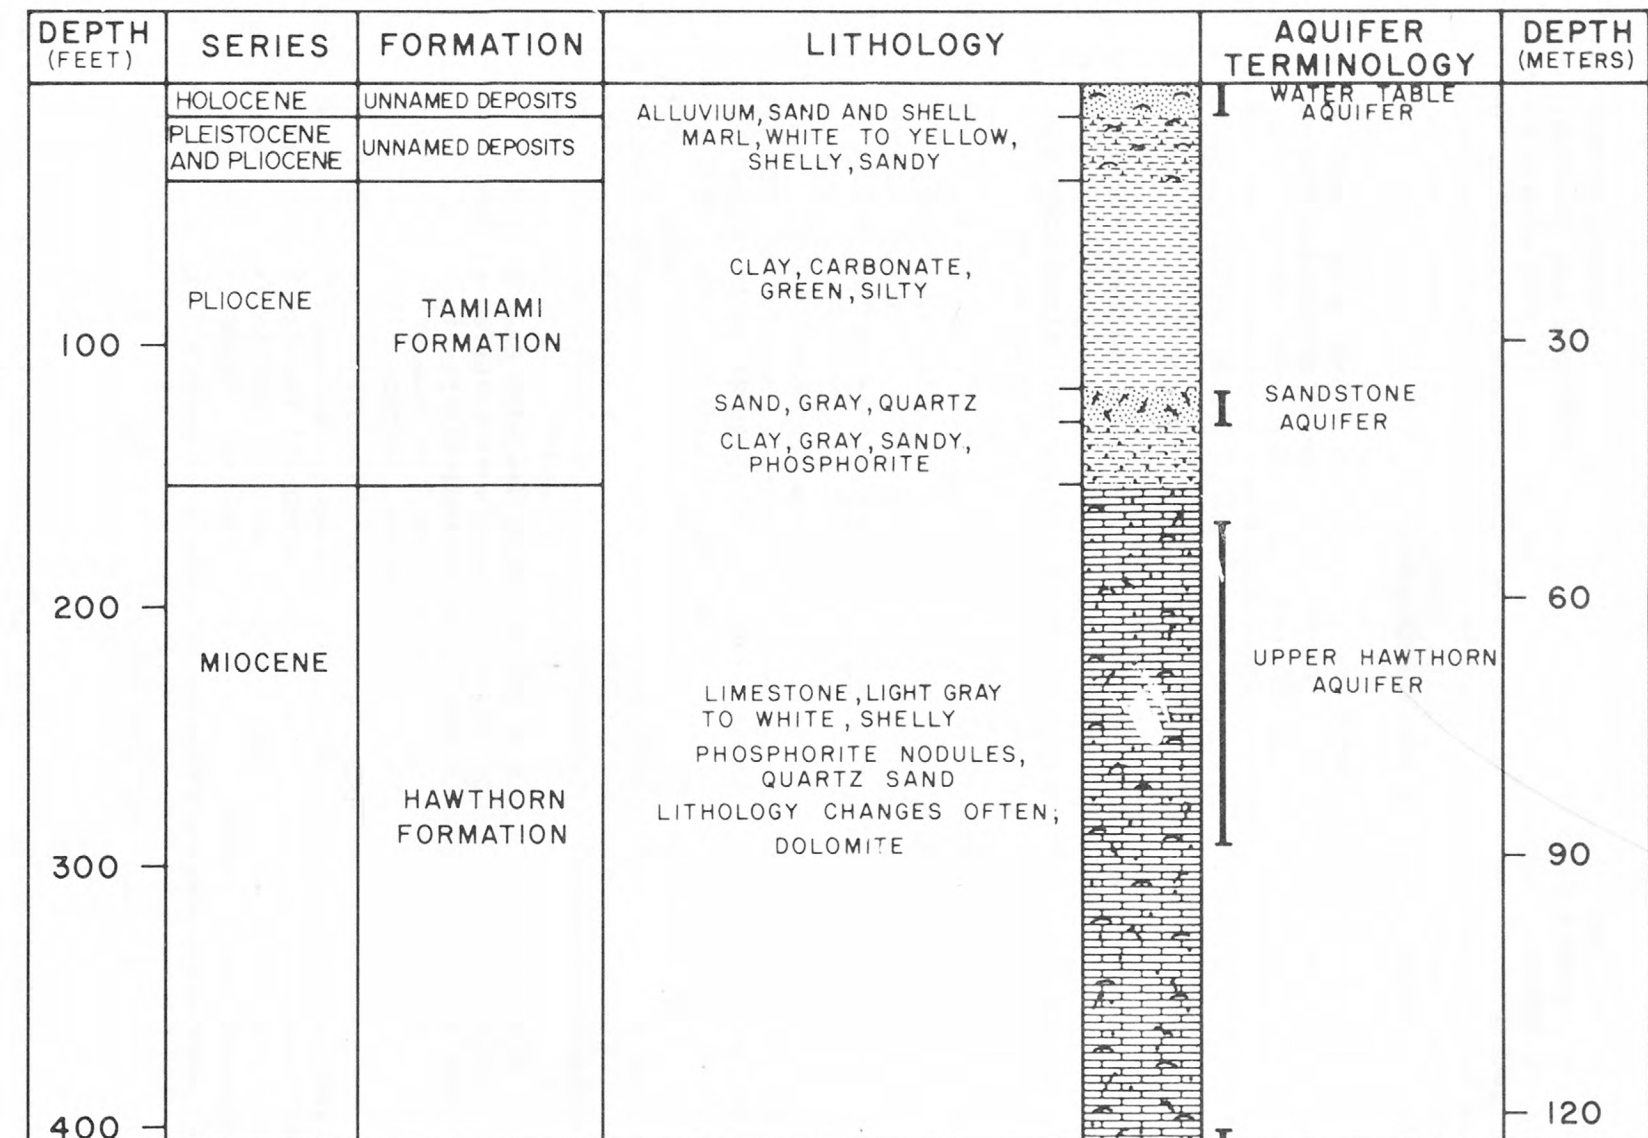 DEPTH
(FEET)
SERIES
FORMATION
LITHOLOGY
AQUIFER
TERMINOLOGY
DEPTH
(METERS)
HOLOCENE
UNNAMED DEPOSITS
ALLUVIUM, SAND AND SHELL
WATER TABLE
AQUIFER
PLEISTOCENE
AND PLIOCENE
UNNAMED DEPOSITS
MARL, WHITE TO YELLOW,
SHELLY, SANDY
PLIOCENE
TAMIAMI
FORMATION
CLAY, CARBONATE,
GREEN, SILTY
100
30
SAND, GRAY, QUARTZ
SANDSTONE
AQUIFER
CLAY, GRAY, SANDY,
PHOSPHORITE
200
60
MIOCENE
HAWTHORN
FORMATION
LIMESTONE, LIGHT GRAY
TO WHITE, SHELLY
PHOSPHORITE NODULES,
QUARTZ SAND
LITHOLOGY CHANGES OFTEN;
DOLOMITE
UPPER HAWTHORN
AQUIFER
300
90
400
120